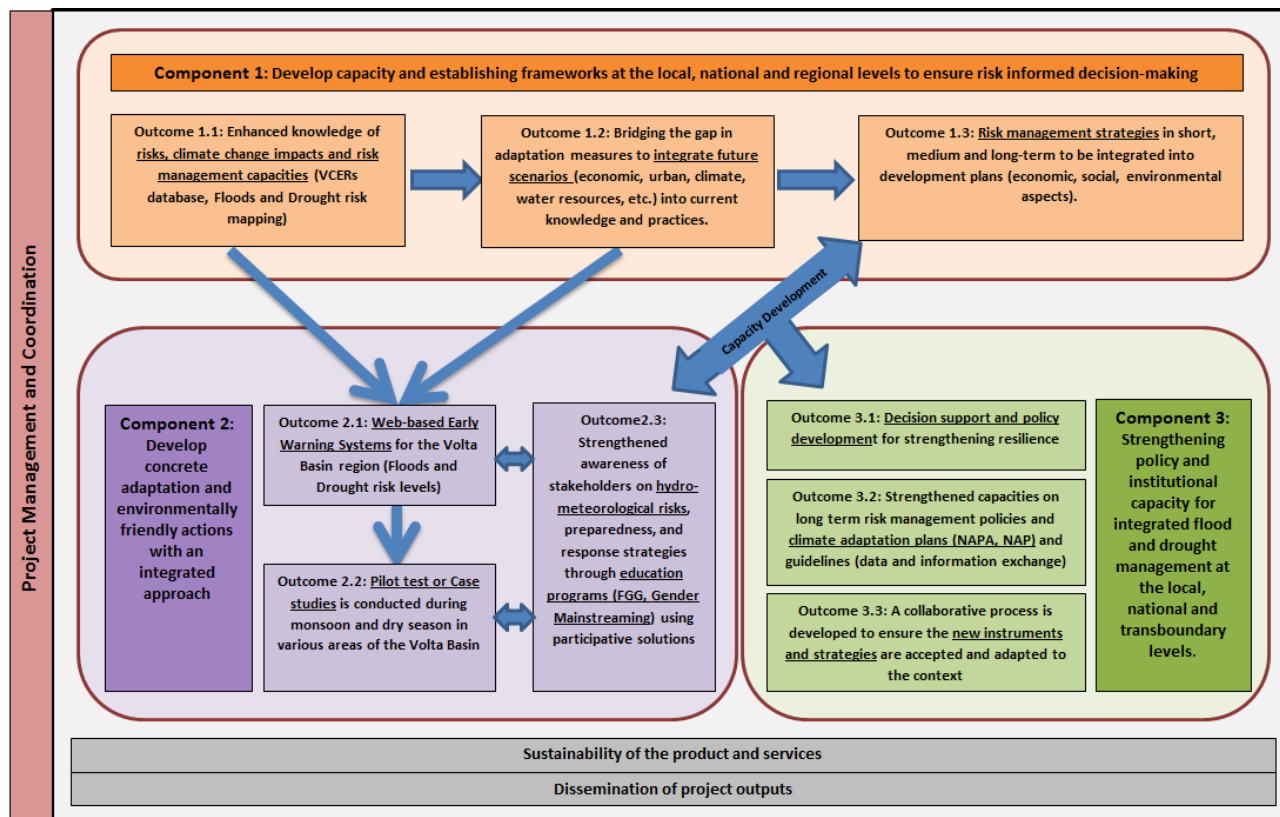 Project Management and Coordination
Component 1: Develop capacity and establishing frameworks at the local, national and regional levels to ensure risk informed decision-making
Outcome 1.1: Enhanced knowledge of
risks, climate change impacts and risk
management capacities (VCERs
database, Floods and Drought risk
mapping)
Outcome 1.2: Bridging the gap in
adaptation measures to integrate future
scenarios (economic, urban, climate,
water resources, etc.) into current
knowledge and practices.
Outcome 1.3: Risk management strategies in short,
medium and long-term to be integrated into
development plans (economic, social, environmental
aspects).
Capacity Development
Component 2:
Develop
concrete
adaptation and
environmentally
friendly actions
with an
integrated
approach
Outcome 2.1: Web-based Early
Warning Systems for the Volta
Basin region (Floods and
Drought risk levels)
Outcome 2.2: Pilot test or Case
studies is conducted during
monsoon and dry season in
various areas of the Volta Basin
Outcome2.3:
Strengthened
awareness of
stakeholders on hydro-
meteorological risks,
preparedness, and
response strategies
through education
programs (FGG, Gender
Mainstreaming) using
participative solutions
Outcome 3.1: Decision support and policy
development for strengthening resilience
Outcome 3.2: Strengthened capacities on
long term risk management policies and
climate adaptation plans (NAPA, NAP) and
guidelines (data and information exchange)
Outcome 3.3: A collaborative process is
developed to ensure the new instruments
and strategies are accepted and adapted to
the context
Component 3:
Strengthening
policy and
institutional
capacity for
integrated flood
and drought
management at
the local,
national and
transboundary
levels.
Sustainability of the product and services
Dissemination of project outputs